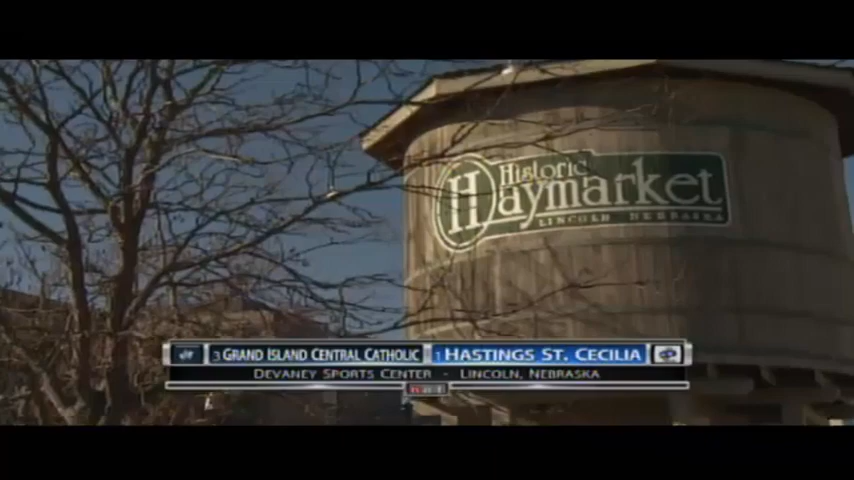 Historic
Haymarket
LINCOLN NEBRASKA
3 GRAND ISLAND CENTRAL CATHOLIC 1 HASTINGS ST. CECILIA
DEVANEY SPORTS CENTER - LINCOLN, NEBRASKA